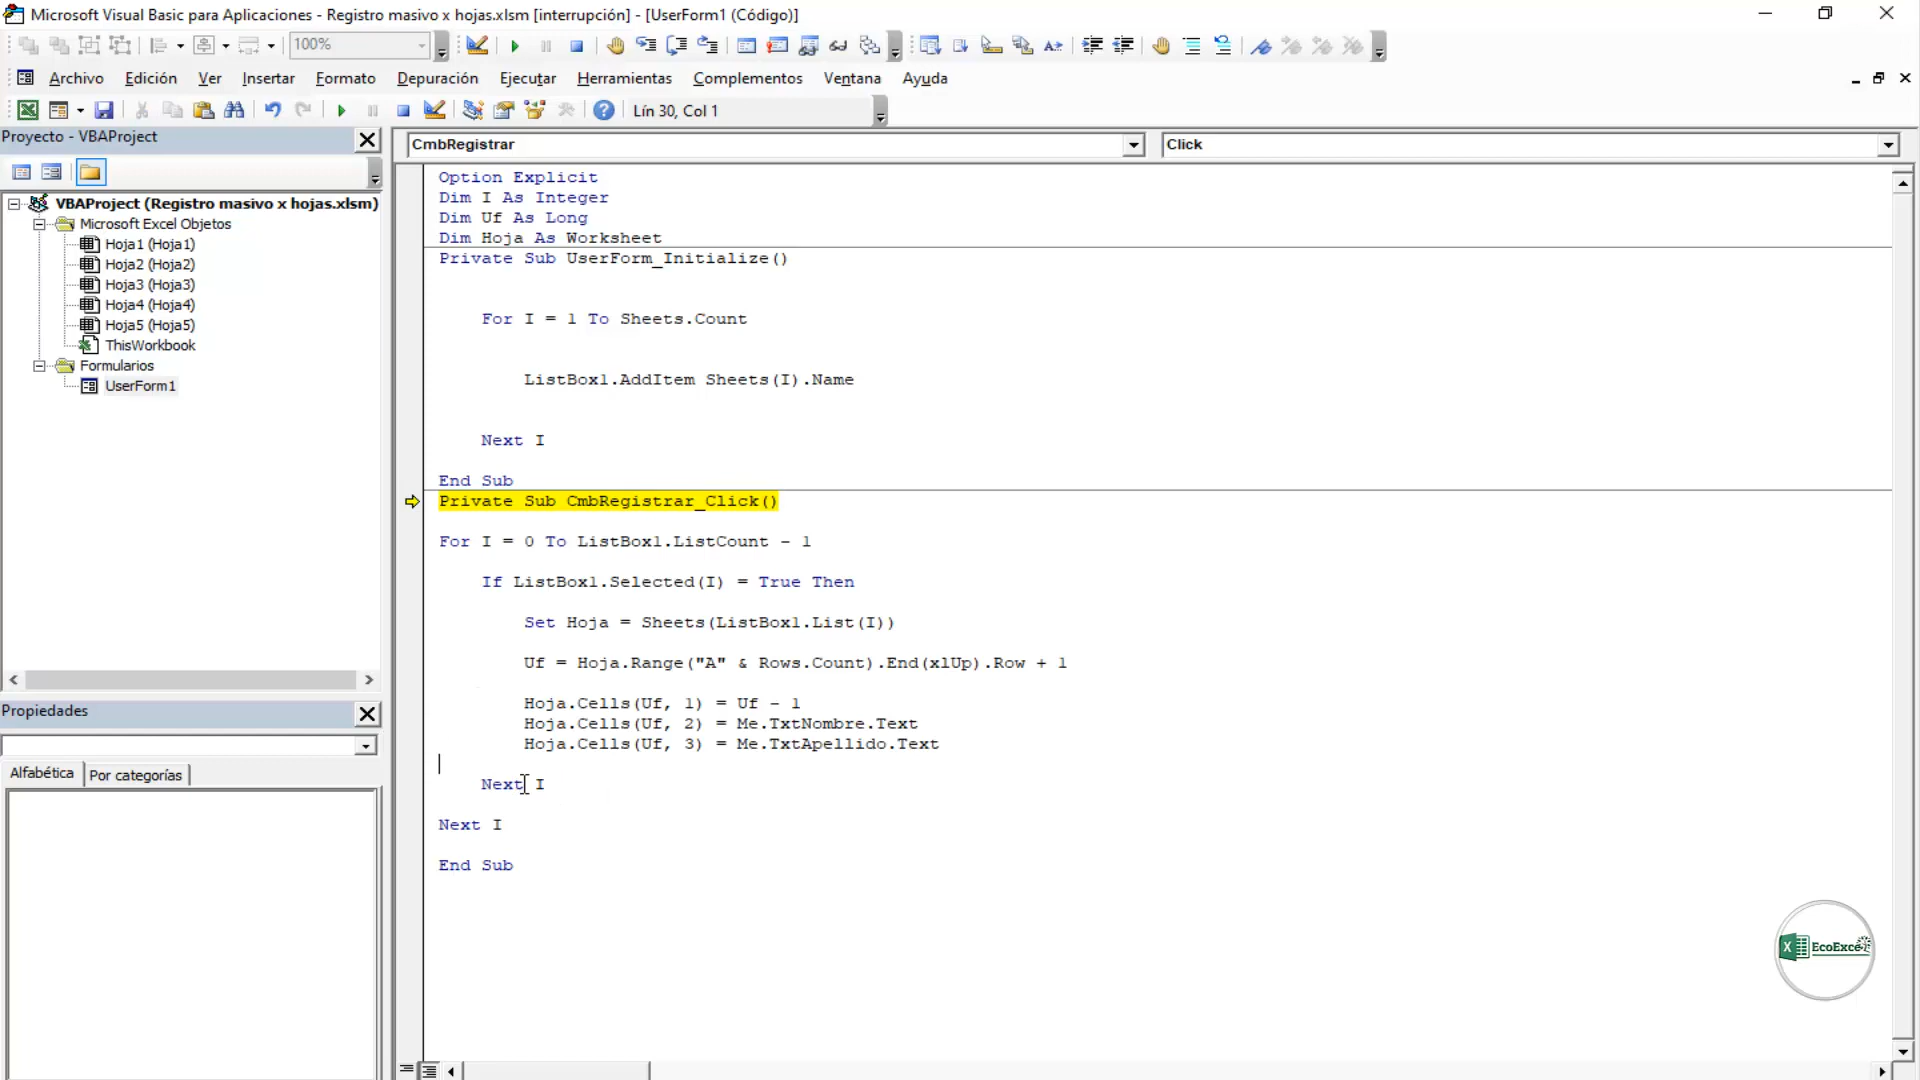 Microsoft Visual Basic para Aplicaciones - Registro masivo x hojas.xlsm [interrupción] - [UserForm1 (Código)]
100%
Archivo Edición Ver Insertar Formato Depuración Ejecutar Herramientas Complementos Ventana Ayuda
Lín 30, Col 1
Proyecto - VBAProject
CmbRegistrar
Click
VBAProject (Registro masivo x hojas.xlsm)
Microsoft Excel Objetos
Hoja1 (Hoja1)
Hoja2 (Hoja2)
Hoja3 (Hoja3)
Hoja4 (Hoja4)
Hoja5 (Hoja5)
ThisWorkbook
Formularios
UserForm1
Propiedades
Alfabética
Por categorías
Option Explicit
Dim I As Integer
Dim Uf As Long
Dim Hoja As Worksheet
Private Sub UserForm_Initialize()
For I = 1 To Sheets.Count
ListBox1.AddItem Sheets(I).Name
Next I
End Sub
Private Sub CmbRegistrar_Click()
For I = 0 To ListBox1.ListCount - 1
If ListBox1.Selected(I) = True Then
Set Hoja = Sheets(ListBox1.List(I))
Uf = Hoja.Range("A" & Rows.Count).End(xlUp).Row + 1
Hoja.Cells(Uf, 1) = Uf - 1
Hoja.Cells(Uf, 2) = Me.TxtNombre.Text
Hoja.Cells(Uf, 3) = Me.TxtApellido.Text
Next I
Next I
End Sub
EcoExcel